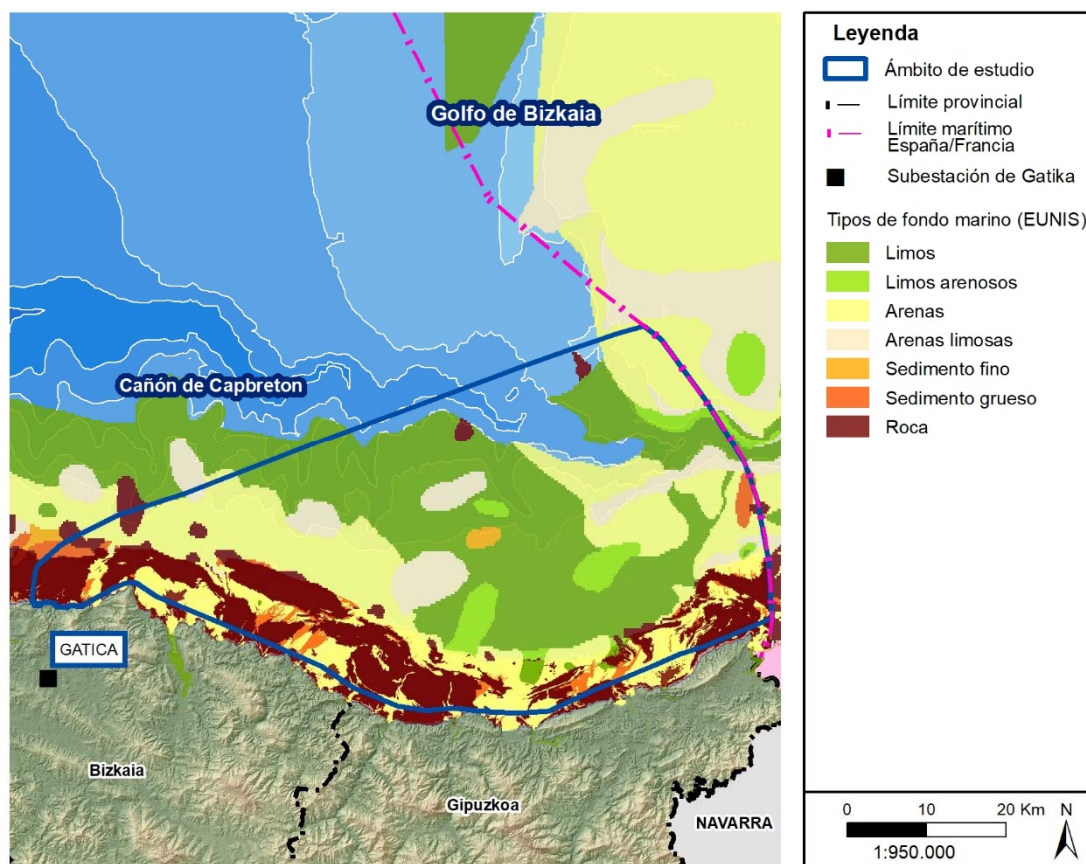 Golfo de Bizkaia
Cañón de Capbreton
GATICA
Bizkaia
Gipuzkoa
NAVARRA
Leyenda
Ámbito de estudio
Límite provincial
Límite marítimo
España/Francia
Subestación de Gatika
Tipos de fondo marino (EUNIS)
Limos
Limos arenosos
Arenas
Arenas limosas
Sedimento fino
Sedimento grueso
Roca
0 10 20 Km N
1:950.000